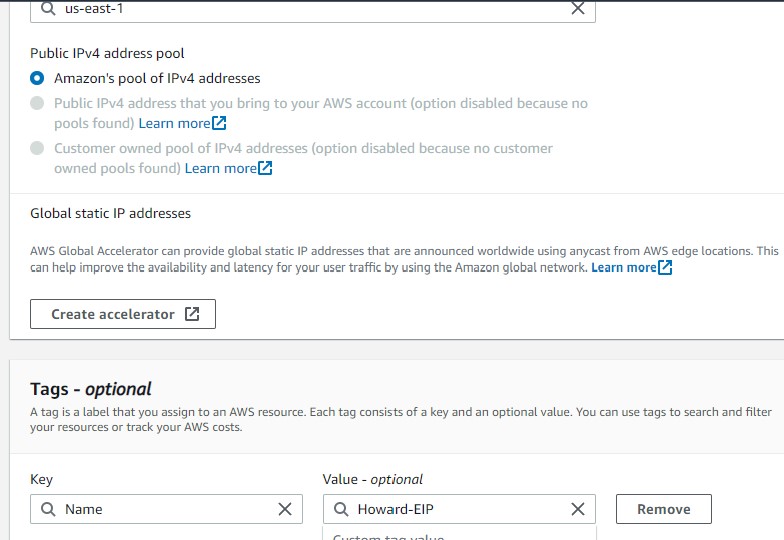 us-east-1
Public IPv4 address pool
Amazon's pool of IPv4 addresses
Public IPv4 address that you bring to your AWS account (option disabled because no
pools found) Learn more
Customer owned pool of IPv4 addresses (option disabled because no customer
owned pools found) Learn more
Global static IP addresses
AWS Global Accelerator can provide global static IP addresses that are announced worldwide using anycast from AWS edge locations. This
can help improve the availability and latency for your user traffic by using the Amazon global network. Learn more
Create accelerator
Tags - optional
A tag is a label that you assign to an AWS resource. Each tag consists of a key and an optional value. You can use tags to search and filter
your resources or track your AWS costs.
Key Value - optional
Name Howard-EIP Remove
Custom tag value